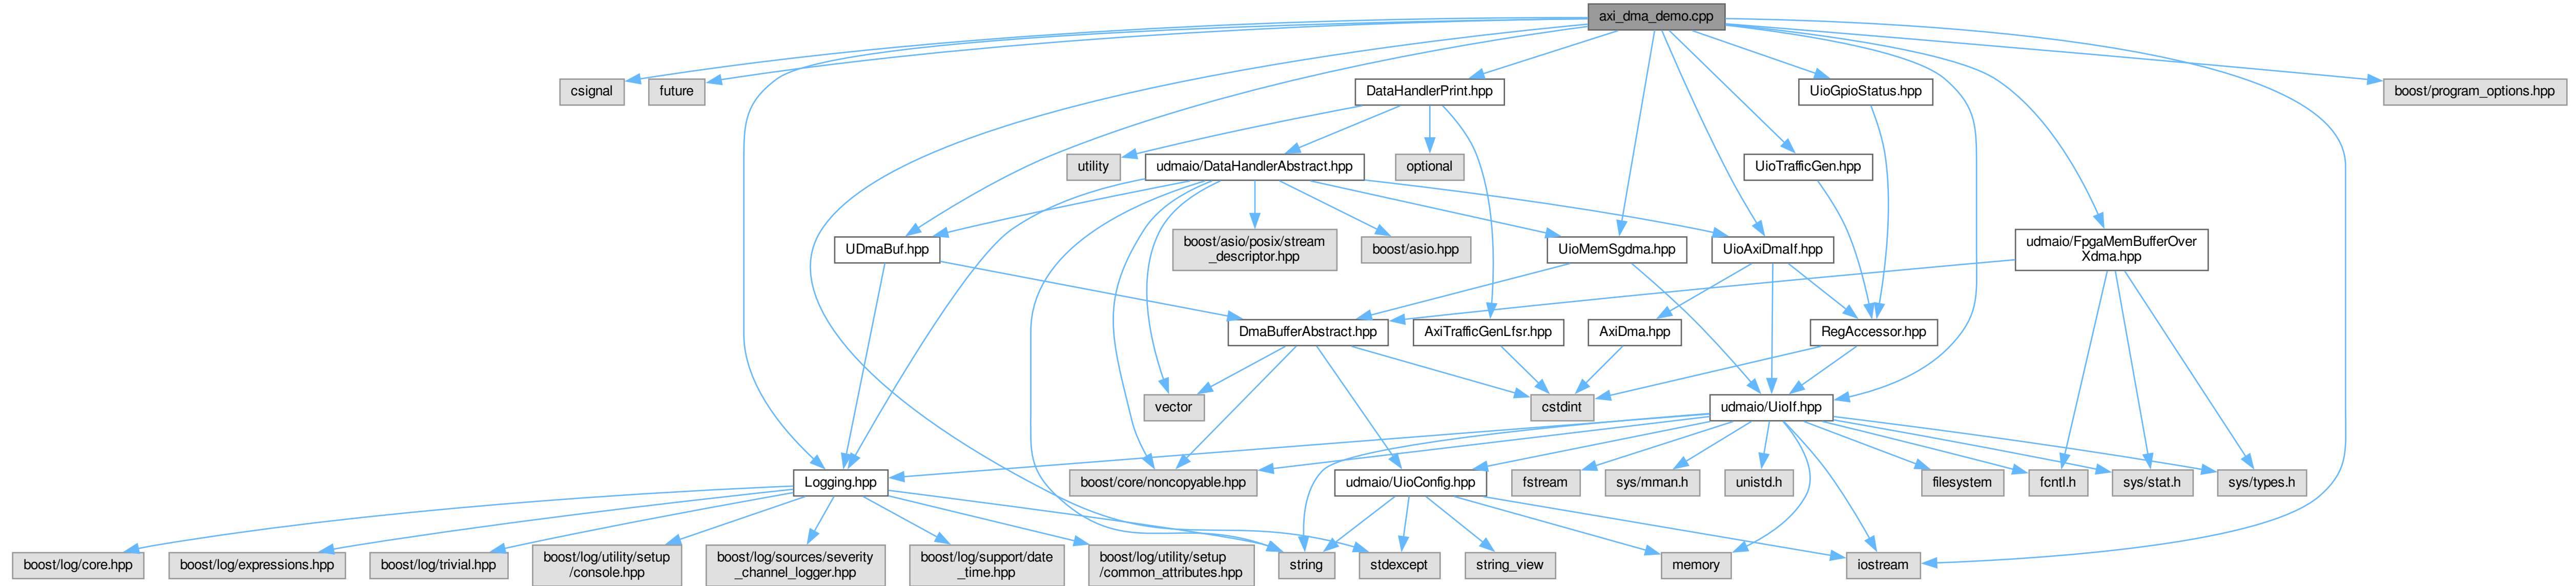 axi_dma_demo.cpp
csignal
future
DataHandlerPrint.hpp
UioGpioStatus.hpp
boost/program_options.hpp
utility
udmaio/DataHandlerAbstract.hpp
optional
UioTrafficGen.hpp
UDmaBuf.hpp
boost/asio/posix/stream
_descriptor.hpp
boost/asio.hpp
UioMemSgdma.hpp
UioAxiDmaIf.hpp
udmaio/FpgaMemBufferOver
Xdma.hpp
DmaBufferAbstract.hpp
AxiTrafficGenLfsr.hpp
AxiDma.hpp
RegAccessor.hpp
vector
cstdint
udmaio/UioIf.hpp
Logging.hpp
boost/core/noncopyable.hpp
udmaio/UioConfig.hpp
fstream
sys/mman.h
unistd.h
filesystem
fcntl.h
sys/stat.h
sys/types.h
boost/log/core.hpp
boost/log/expressions.hpp
boost/log/trivial.hpp
boost/log/utility/setup
/console.hpp
boost/log/sources/severity
_channel_logger.hpp
boost/log/support/date
_time.hpp
boost/log/utility/setup
/common_attributes.hpp
string
stdexcept
string_view
memory
iostream